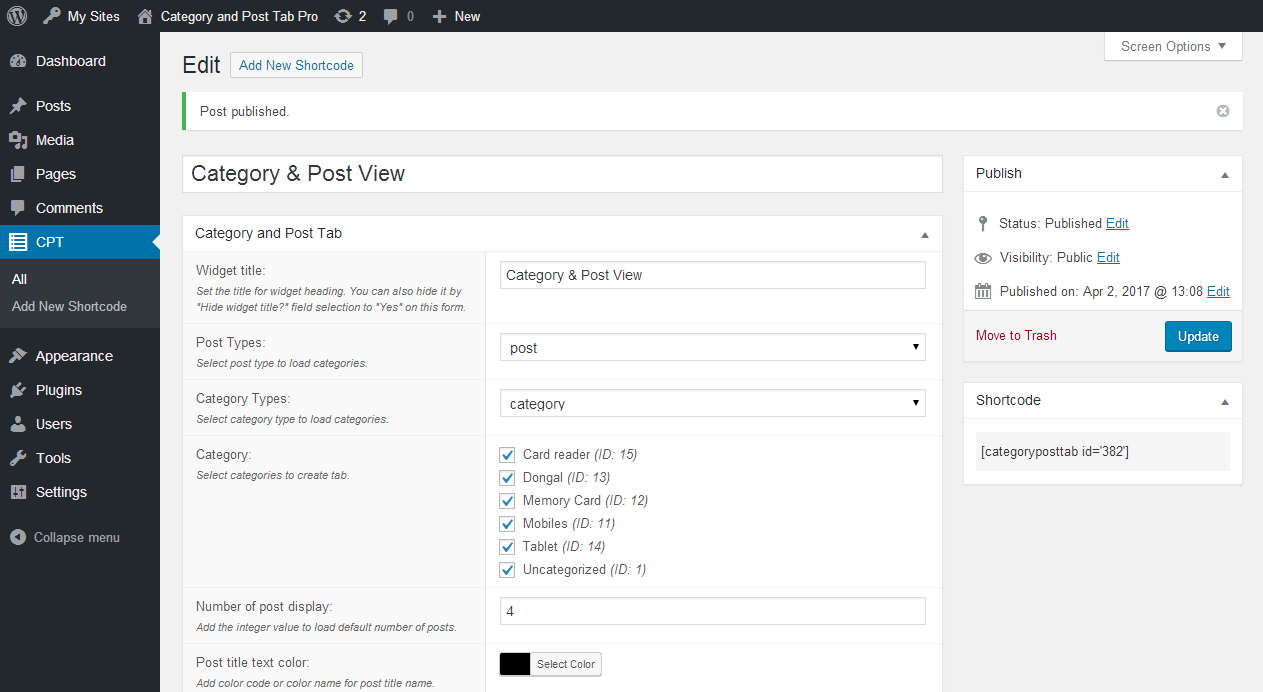 My Sites Category and Post Tab Pro 2 0 New
Dashboard
Posts
Media
Pages
Comments
CPT
All
Add New Shortcode
Appearance
Plugins
Users
Tools
Settings
Collapse menu
Screen Options
Edit Add New Shortcode
Post published.
Category & Post View
Category and Post Tab
Widget title:
Set the title for widget heading. You can also hide it by
"Hide widget title?" field selection to "Yes" on this form.
Category & Post View
Post Types:
Select post type to load categories.
post
Category Types:
Select category type to load categories.
category
Category:
Select categories to create tab.
Card reader (ID: 15)
Dongal (ID: 13)
Memory Card (ID: 12)
Mobiles (ID: 11)
Tablet (ID: 14)
Uncategorized (ID: 1)
Number of post display:
Add the integer value to load default number of posts.
4
Post title text color:
Add color code or color name for post title name.
Select Color
Publish
Status: Published Edit
Visibility: Public Edit
Published on: Apr 2, 2017 @ 13:08 Edit
Move to Trash Update
Shortcode
[categoryposttab id='382']